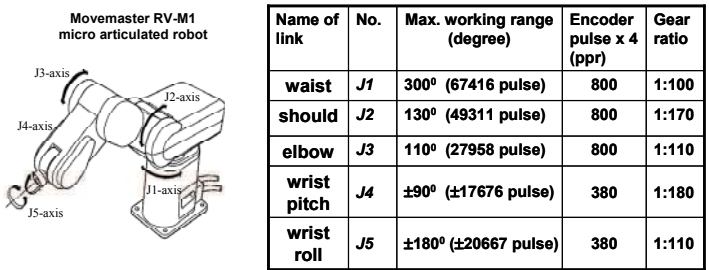 Movemaster RV-M1
micro articulated robot
J3-axis
J2-axis
J4-axis
J1-axis
J5-axis
Name of link No. Max. working range (degree) Encoder pulse x 4 (ppr) Gear ratio
waist J1 300⁰ (67416 pulse) 800 1:100
should J2 130⁰ (49311 pulse) 800 1:170
elbow J3 110⁰ (27958 pulse) 800 1:110
wrist pitch J4 ±90⁰ (±17676 pulse) 380 1:180
wrist roll J5 ±180⁰ (±20667 pulse) 380 1:110